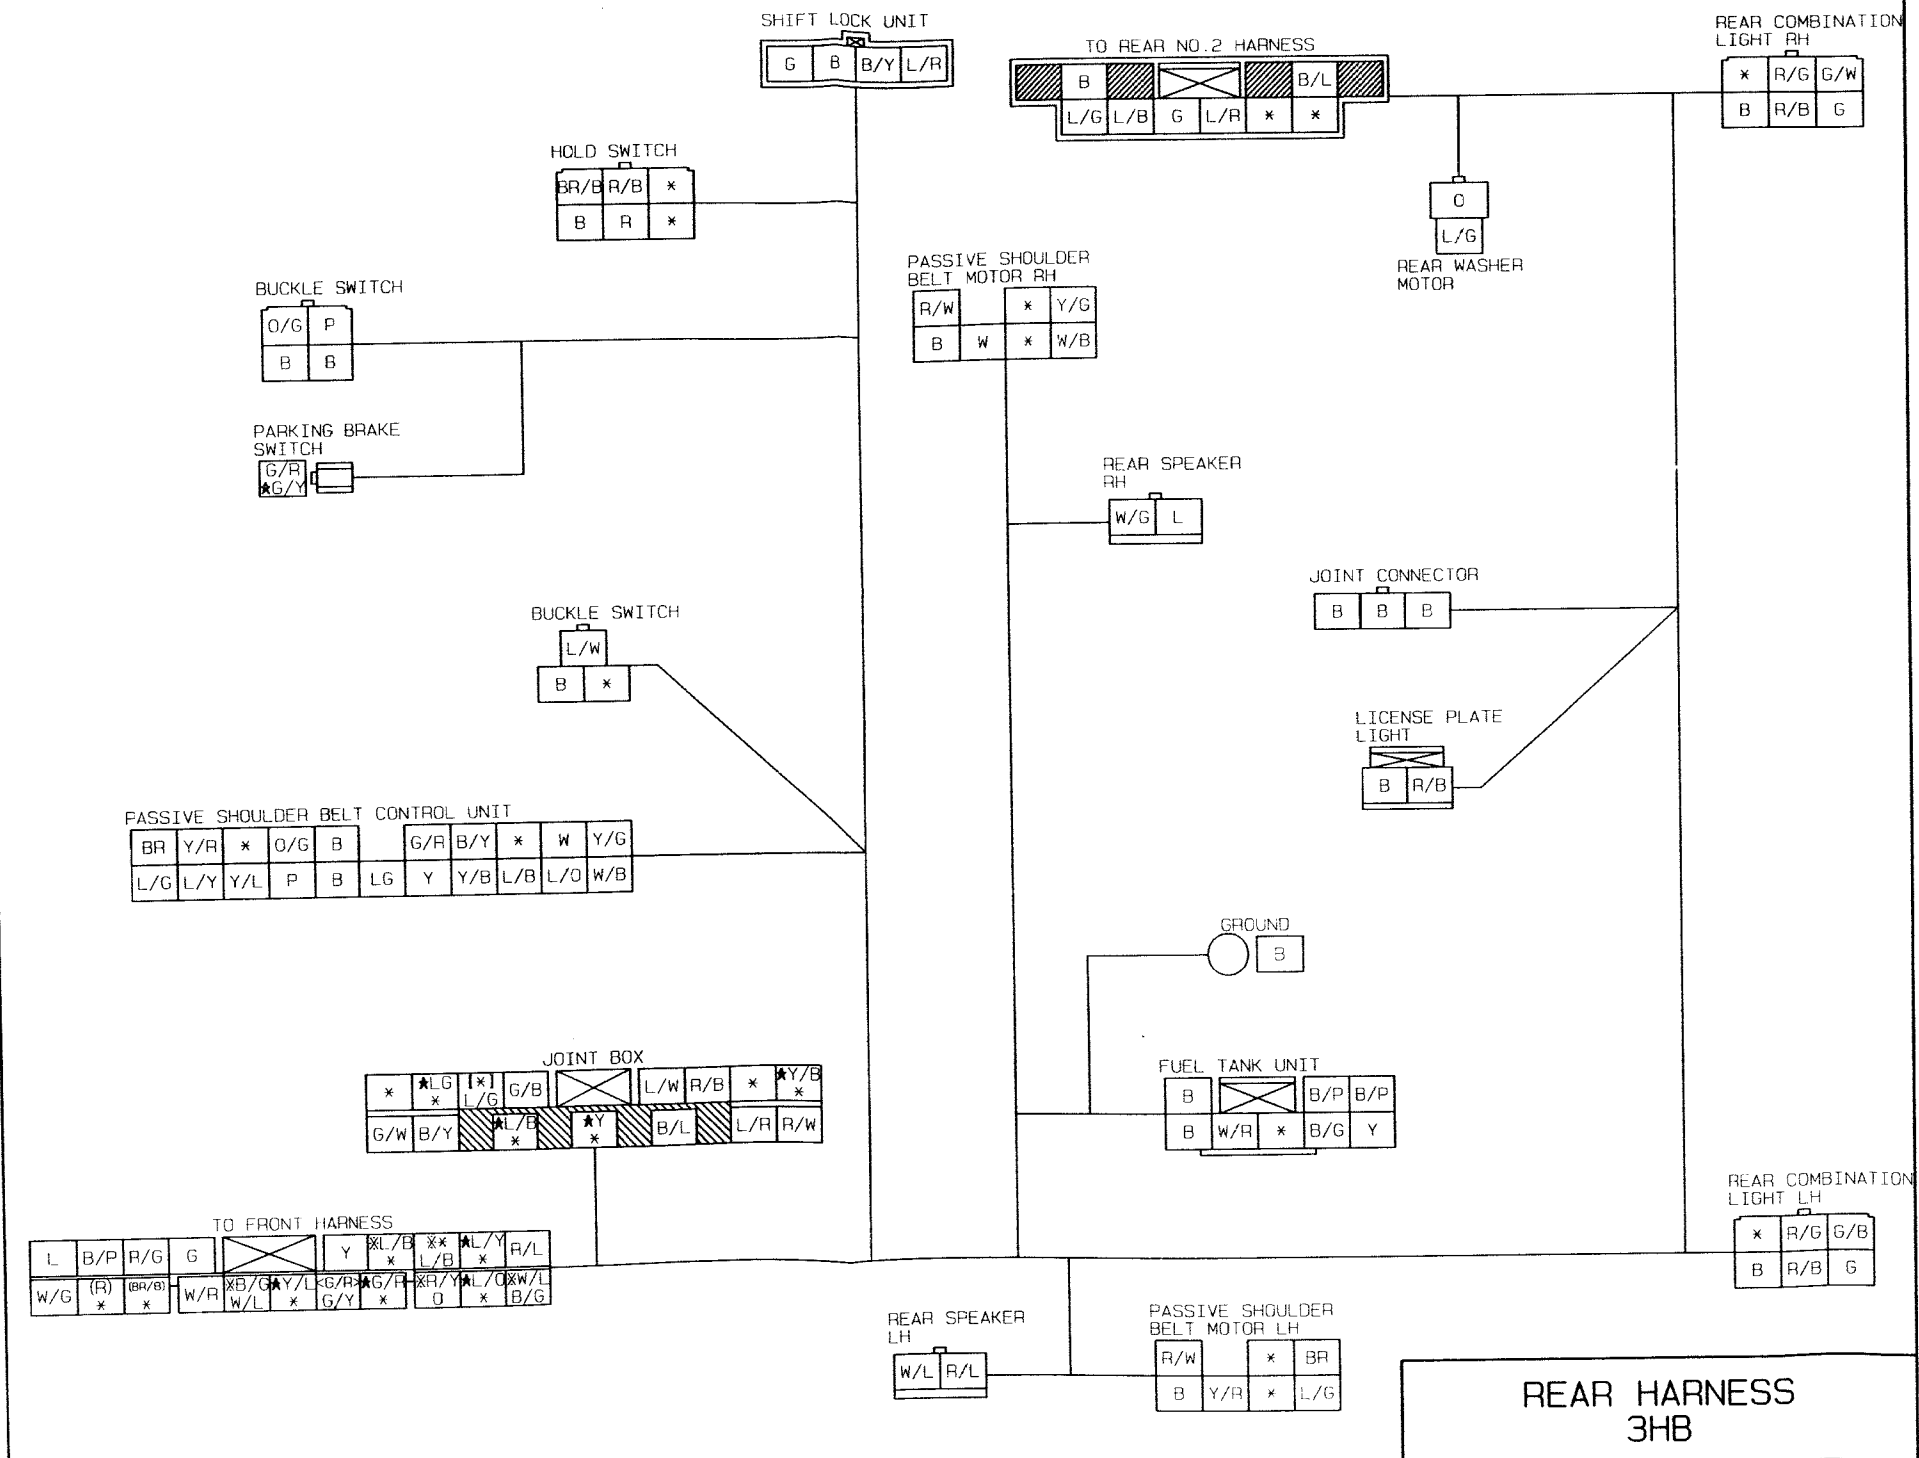 SHIFT LOCK UNIT
G B B/Y L/R
TO REAR NO.2 HARNESS
B B/L
L/G L/B G L/R * *
REAR COMBINATION
LIGHT RH
* R/G G/W
B R/B G
HOLD SWITCH
BR/B R/B *
B R *
O
L/G
REAR WASHER
MOTOR
PASSIVE SHOULDER
BELT MOTOR RH
R/W * Y/G
B W * W/B
BUCKLE SWITCH
O/G P
B B
PARKING BRAKE
SWITCH
G/R
★G/Y
REAR SPEAKER
RH
W/G L
JOINT CONNECTOR
B B B
BUCKLE SWITCH
L/W
B *
LICENSE PLATE
LIGHT
B R/B
PASSIVE SHOULDER BELT CONTROL UNIT
BR Y/R * O/G B G/R B/Y * W Y/G
L/G L/Y Y/L P B LG Y Y/B L/B L/O W/B
GROUND
B
JOINT BOX
* ★LG [*] G/B L/W R/B * ★Y/B
* L/G *
G/W B/Y ★L/B ★Y B/L L/R R/W
* *
FUEL TANK UNIT
B B/P B/P
B W/R * B/G Y
TO FRONT HARNESS
L B/P R/G G Y ※L/B ※* ★L/Y R/L
* L/B *
W/G (R) (BR/B) W/R ※B/G ★Y/L <G/R> ★G/R ※R/Y ★L/O ※W/L
* * W/L * G/Y * O * B/G
REAR COMBINATION
LIGHT LH
* R/G G/B
B R/B G
REAR SPEAKER
LH
W/L R/L
PASSIVE SHOULDER
BELT MOTOR LH
R/W * BR
B Y/R * L/G
REAR HARNESS
3HB